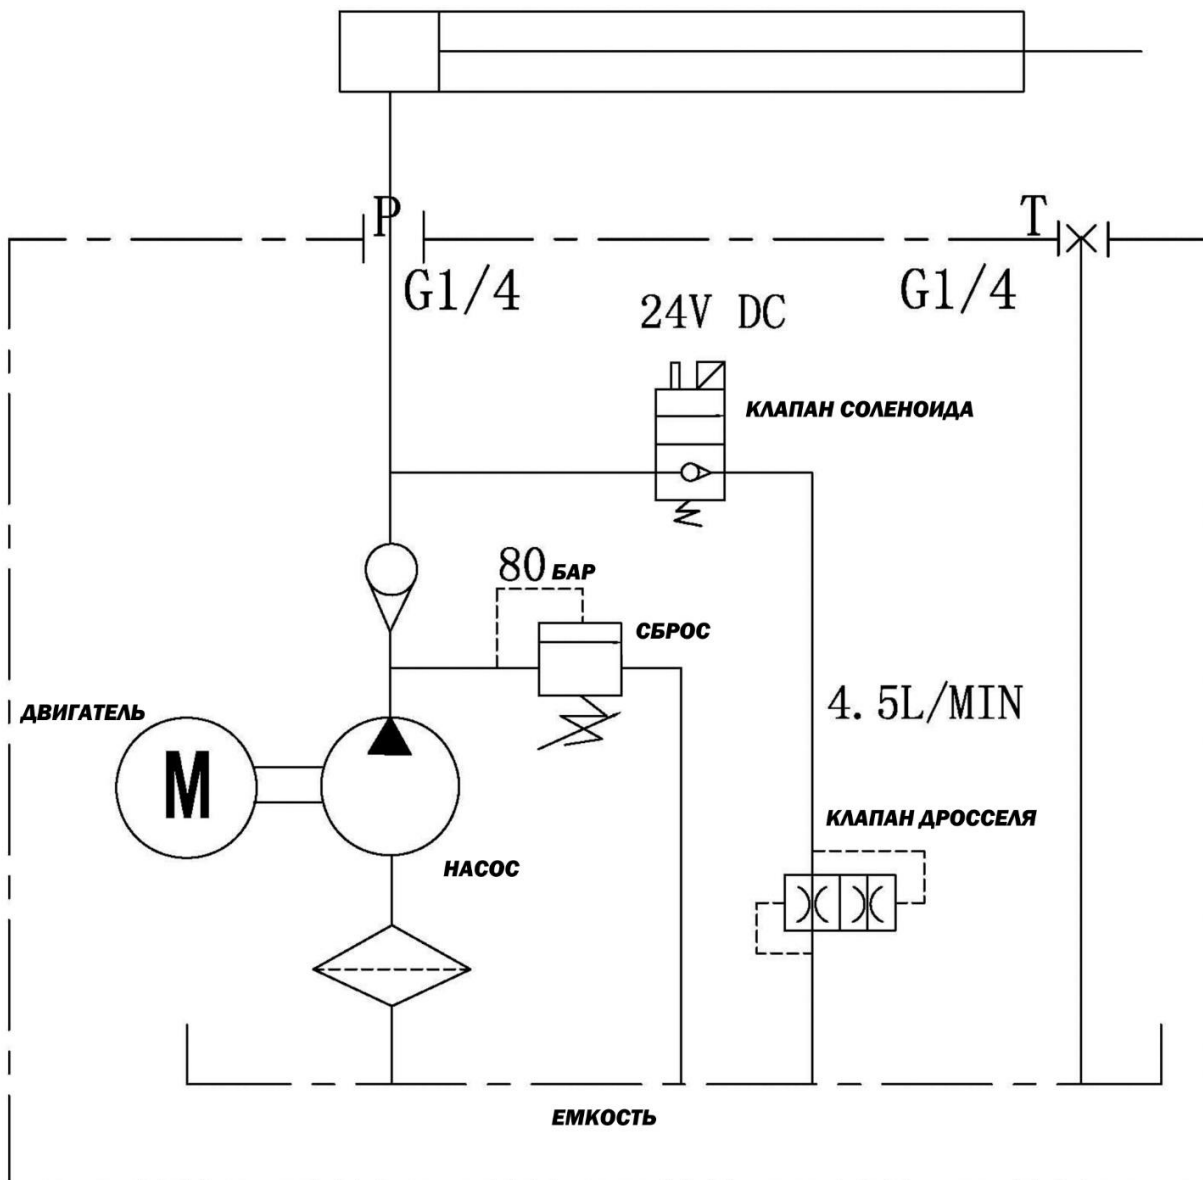 P
T
G1/4
G1/4
24V DC
КЛАПАН СОЛЕНОИДА
80 БАР
СБРОС
ДВИГАТЕЛЬ
4.5L/MIN
M
КЛАПАН ДРОССЕЛЯ
НАСОС
ЕМКОСТЬ